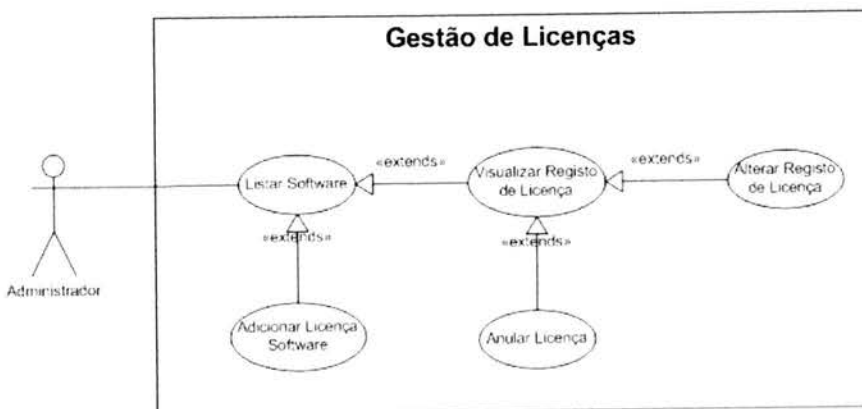 Gestão de Licenças
Listar Software
«extends»
Visualizar Registo
de Licença
«extends»
Alterar Registo
de Licença
«extends»
«extends»
Administrador
Adicionar Licença
Software
Anular Licença